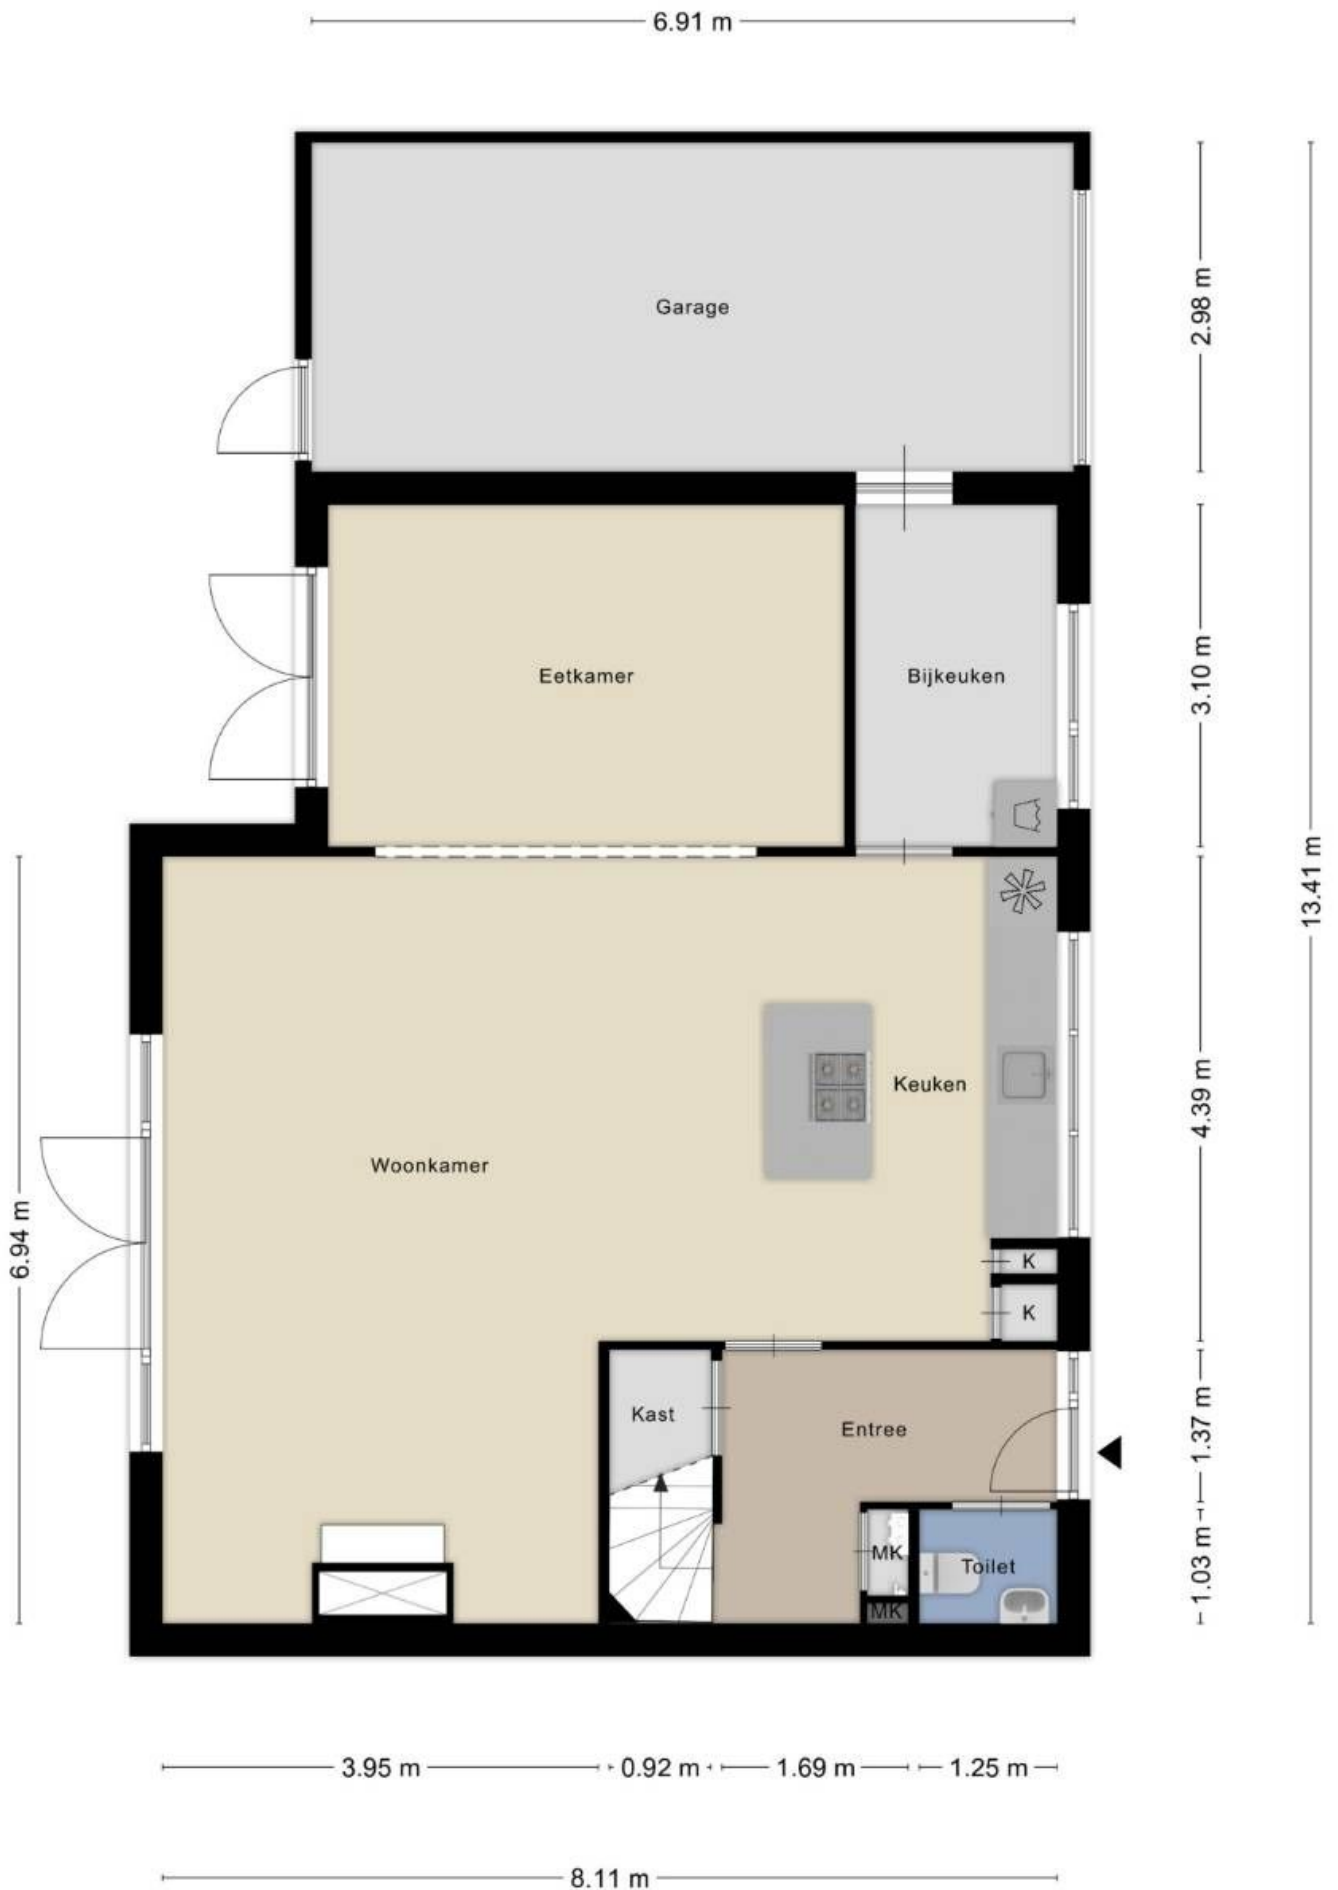 6.91 m
Garage
2.98 m
Eetkamer
Bijkeuken
3.10 m
13.41 m
Keuken
4.39 m
Woonkamer
6.94 m
K
K
Kast
Entree
1.37 m
MK
Toilet
1.03 m
MK
3.95 m
0.92 m
1.69 m
1.25 m
8.11 m